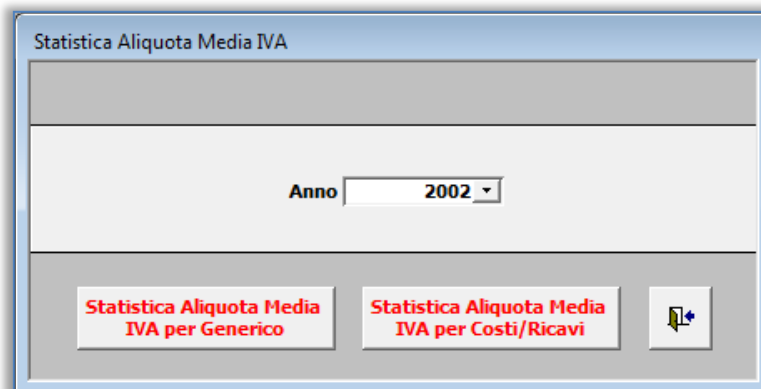 Statistica Aliquota Media IVA
Anno 2002
Statistica Aliquota Media
IVA per Generico
Statistica Aliquota Media
IVA per Costi/Ricavi